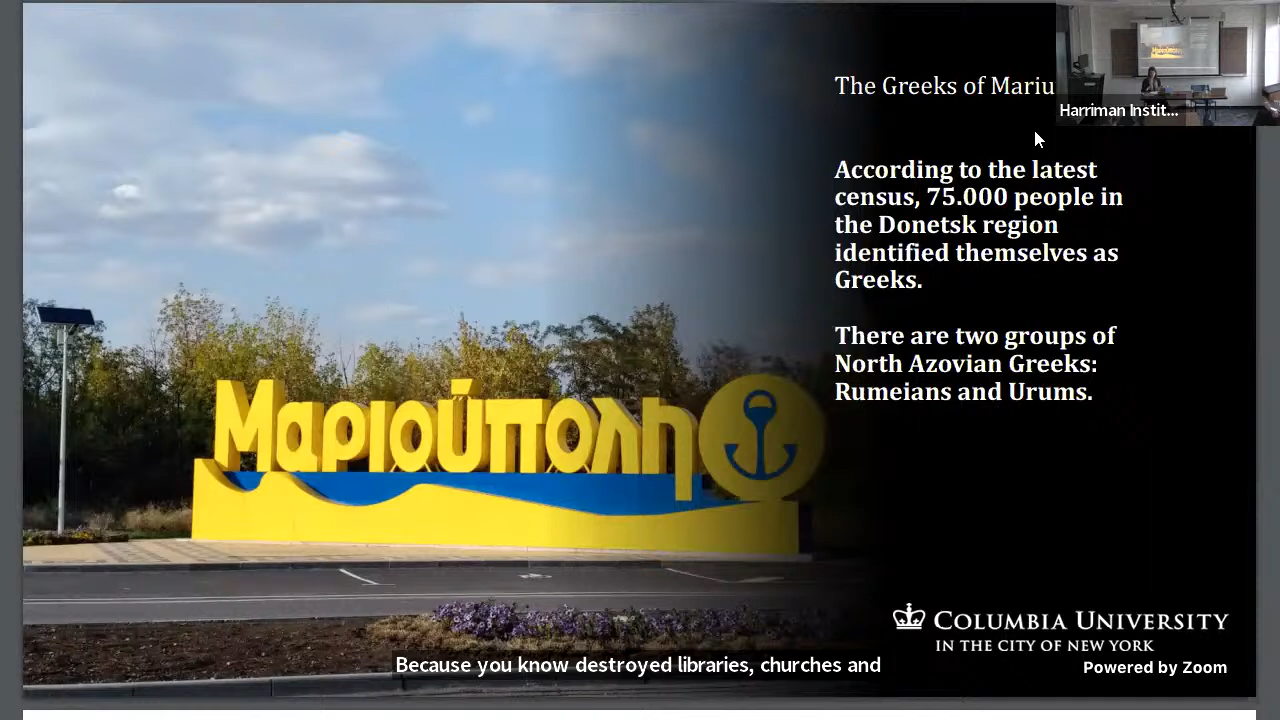 The Greeks of Mariu
Harriman Instit...
According to the latest
census, 75.000 people in
the Donetsk region
identified themselves as
Greeks.
There are two groups of
North Azovian Greeks:
Rumeians and Urums.
Μαριούπολη
COLUMBIA UNIVERSITY
IN THE CITY OF NEW YORK
Because you know destroyed libraries, churches and
Powered by Zoom